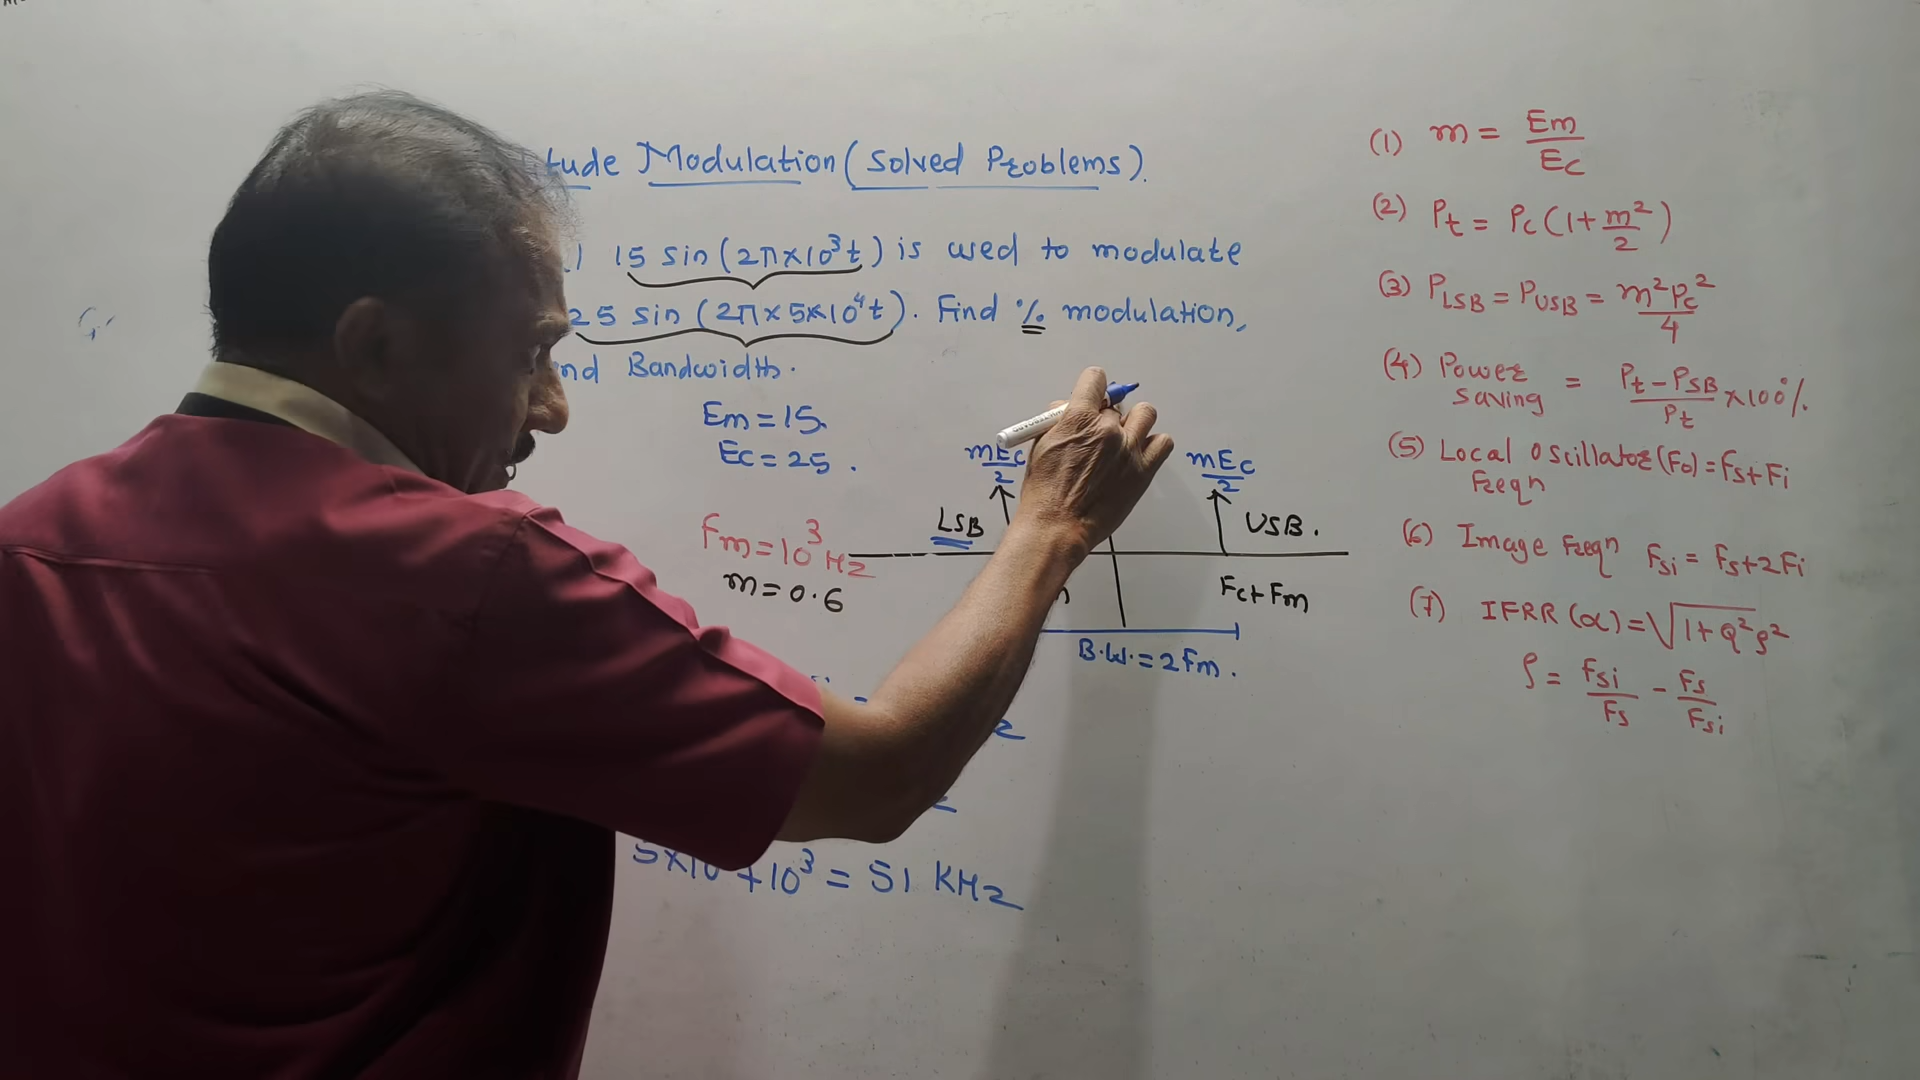 Modulation (Solved Problems).
15 sin (2π×10³t) is used to modulate
25 sin (2π×5×10⁴t). Find % modulation,
Bandwidth.
Em = 15.
Ec = 25.
Fm = 10³ Hz
m = 0.6
mEc/2
mEc/2
LSB
USB.
Fc+Fm
B.W. = 2Fm.
+10³ = 51 KHz
(1) m = Em/Ec
(2) Pt = Pc(1+m²/2)
(3) PLSB = PUSB = m²Pc²/4
(4) Power Saving = Pt-PSB/Pt ×100%.
(5) Local Oscillator (Fo) = Fs+Fi
Freqn
(6) Image Freqn Fsi = Fs+2Fi
(7) IFRR (α) = √1+Q²ρ²
ρ = Fsi/Fs - Fs/Fsi